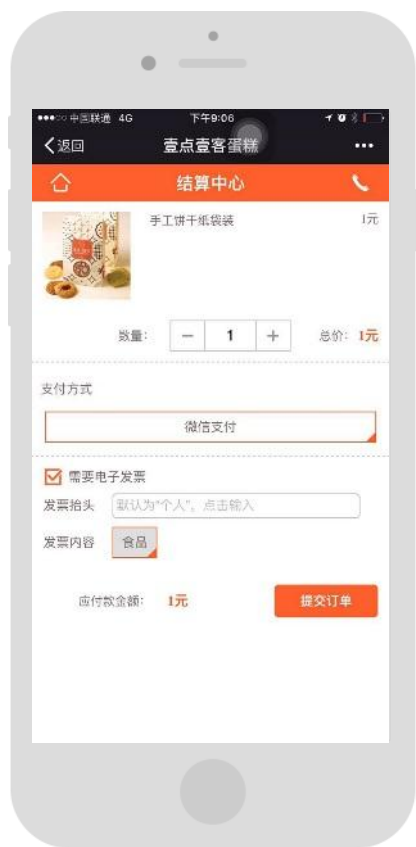 中国联通 4G 下午9:06
返回 壹点壹客蛋糕
结算中心
手工饼干纸袋装 1元
数量: － 1 ＋ 总价: 1元
支付方式
微信支付
需要电子发票
发票抬头 默认为“个人”，点击输入
发票内容 食品
应付款金额: 1元 提交订单